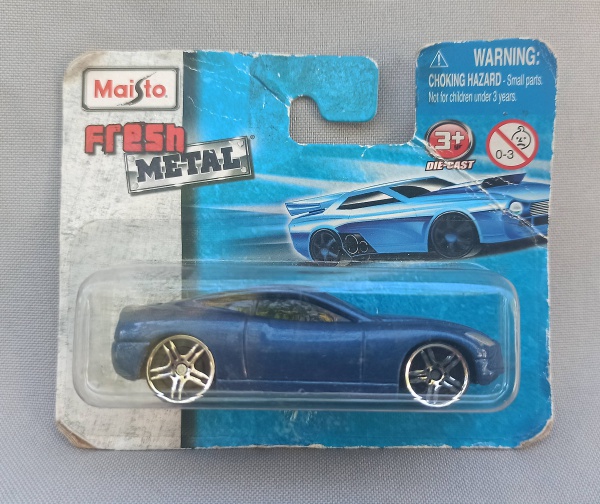 Maisto
Fresh
METAL
WARNING:
CHOKING HAZARD - Small parts.
Not for children under 3 years.
3+
DIE-CAST
0-3